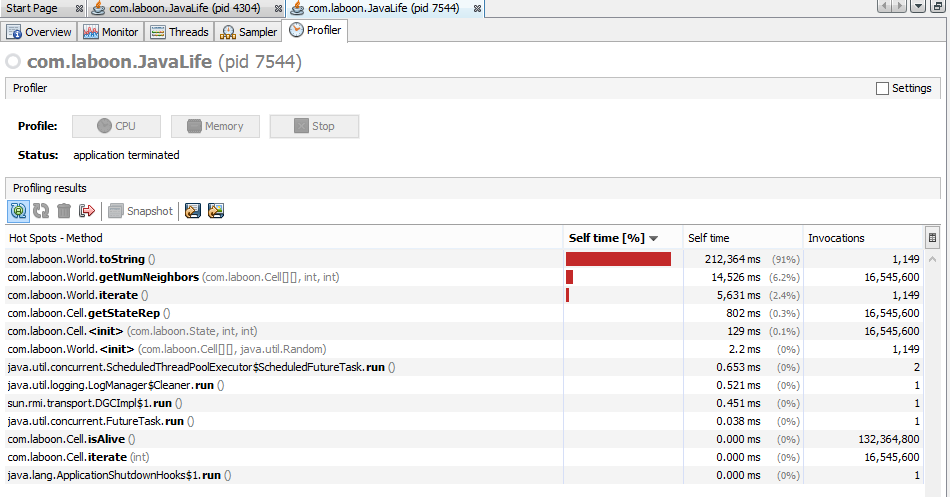 Start Page com.laboon.JavaLife (pid 4304) com.laboon.JavaLife (pid 7544)
Overview Monitor Threads Sampler Profiler
com.laboon.JavaLife (pid 7544)
Profiler Settings
Profile: CPU Memory Stop
Status: application terminated
Profiling results
Snapshot
Hot Spots - Method Self time [%] Self time Invocations
com.laboon.World.toString () 212,364 ms (91%) 1,149
com.laboon.World.getNumNeighbors (com.laboon.Cell[][], int, int) 14,526 ms (6.2%) 16,545,600
com.laboon.World.iterate () 5,631 ms (2.4%) 1,149
com.laboon.Cell.getStateRep () 802 ms (0.3%) 16,545,600
com.laboon.Cell.<init> (com.laboon.State, int, int) 129 ms (0.1%) 16,545,600
com.laboon.World.<init> (com.laboon.Cell[][], java.util.Random) 2.2 ms (0%) 1,149
java.util.concurrent.ScheduledThreadPoolExecutor$ScheduledFutureTask.run () 0.653 ms (0%) 2
java.util.logging.LogManager$Cleaner.run () 0.521 ms (0%) 1
sun.rmi.transport.DGCImpl$1.run () 0.451 ms (0%) 1
java.util.concurrent.FutureTask.run () 0.038 ms (0%) 1
com.laboon.Cell.isAlive () 0.000 ms (0%) 132,364,800
com.laboon.Cell.iterate (int) 0.000 ms (0%) 16,545,600
java.lang.ApplicationShutdownHooks$1.run () 0.000 ms (0%) 1